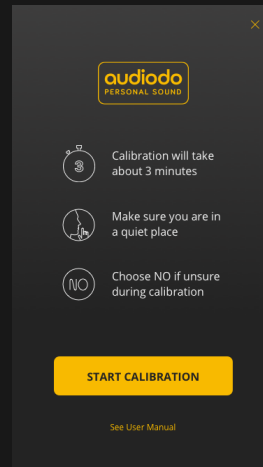 audiodo
PERSONAL SOUND
3
Calibration will take
about 3 minutes
Make sure you are in
a quiet place
NO
Choose NO if unsure
during calibration
START CALIBRATION
See User Manual